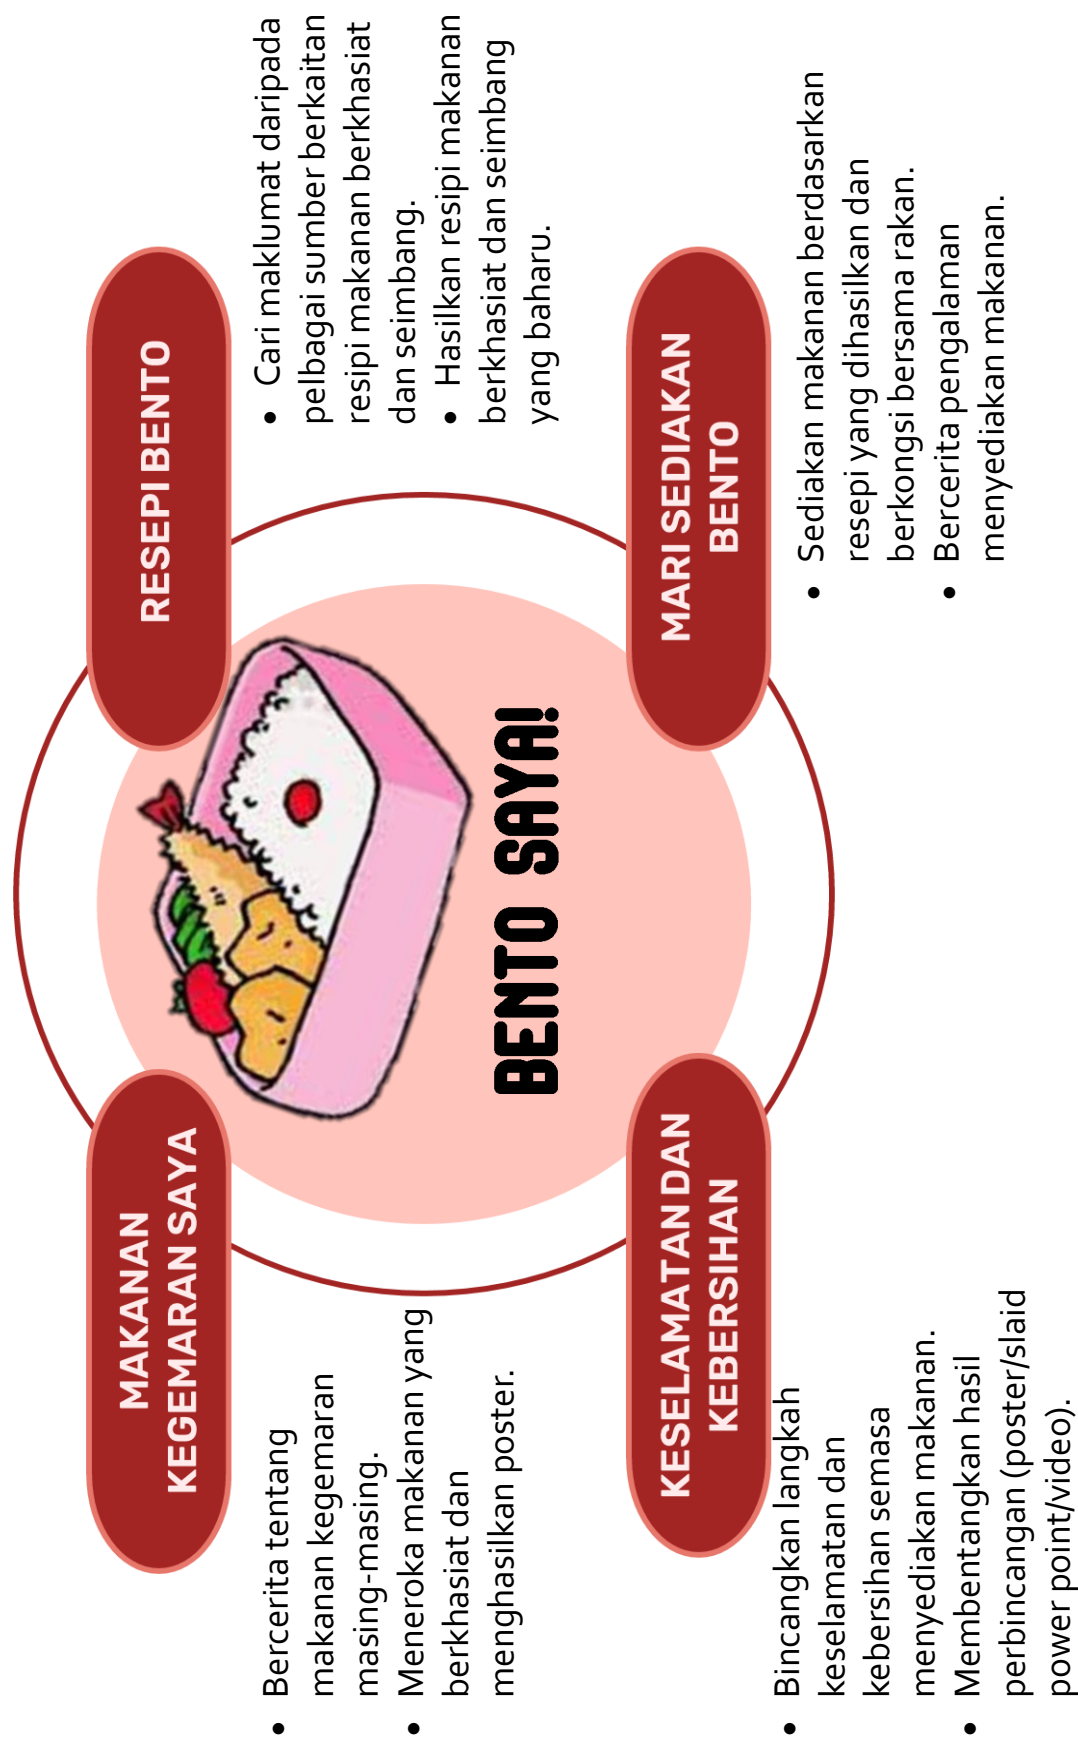 MAKANAN
KEGEMARAN SAYA
• Bercerita tentang
makanan kegemaran
masing-masing.
• Meneroka makanan yang
berkhasiat dan
menghasilkan poster.
RESEPI BENTO
• Cari maklumat daripada
pelbagai sumber berkaitan
resipi makanan berkhasiat
dan seimbang.
• Hasilkan resipi makanan
berkhasiat dan seimbang
yang baharu.
BENTO SAYA!
KESELAMATAN DAN
KEBERSIHAN
• Bincangkan langkah
keselamatan dan
kebersihan semasa
menyediakan makanan.
• Membentangkan hasil
perbincangan (poster/slaid
power point/video).
MARI SEDIAKAN
BENTO
• Sediakan makanan berdasarkan
resepi yang dihasilkan dan
berkongsi bersama rakan.
• Bercerita pengalaman
menyediakan makanan.